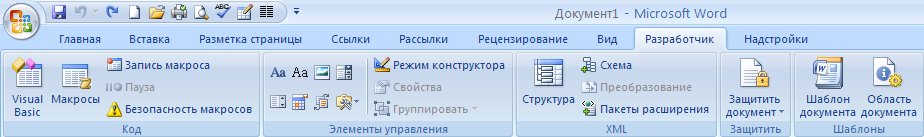 Документ1 - Microsoft Word
Главная Вставка Разметка страницы Ссылки Рассылки Рецензирование Вид Разработчик Надстройки
Visual Basic
Макросы
Запись макроса
Пауза
Безопасность макросов
Код
Aa Aa
Режим конструктора
Свойства
Группировать
Элементы управления
Структура
Схема
Преобразование
Пакеты расширения
XML
Защитить
документ
Защитить
Шаблон
документа
Область
документа
Шаблоны